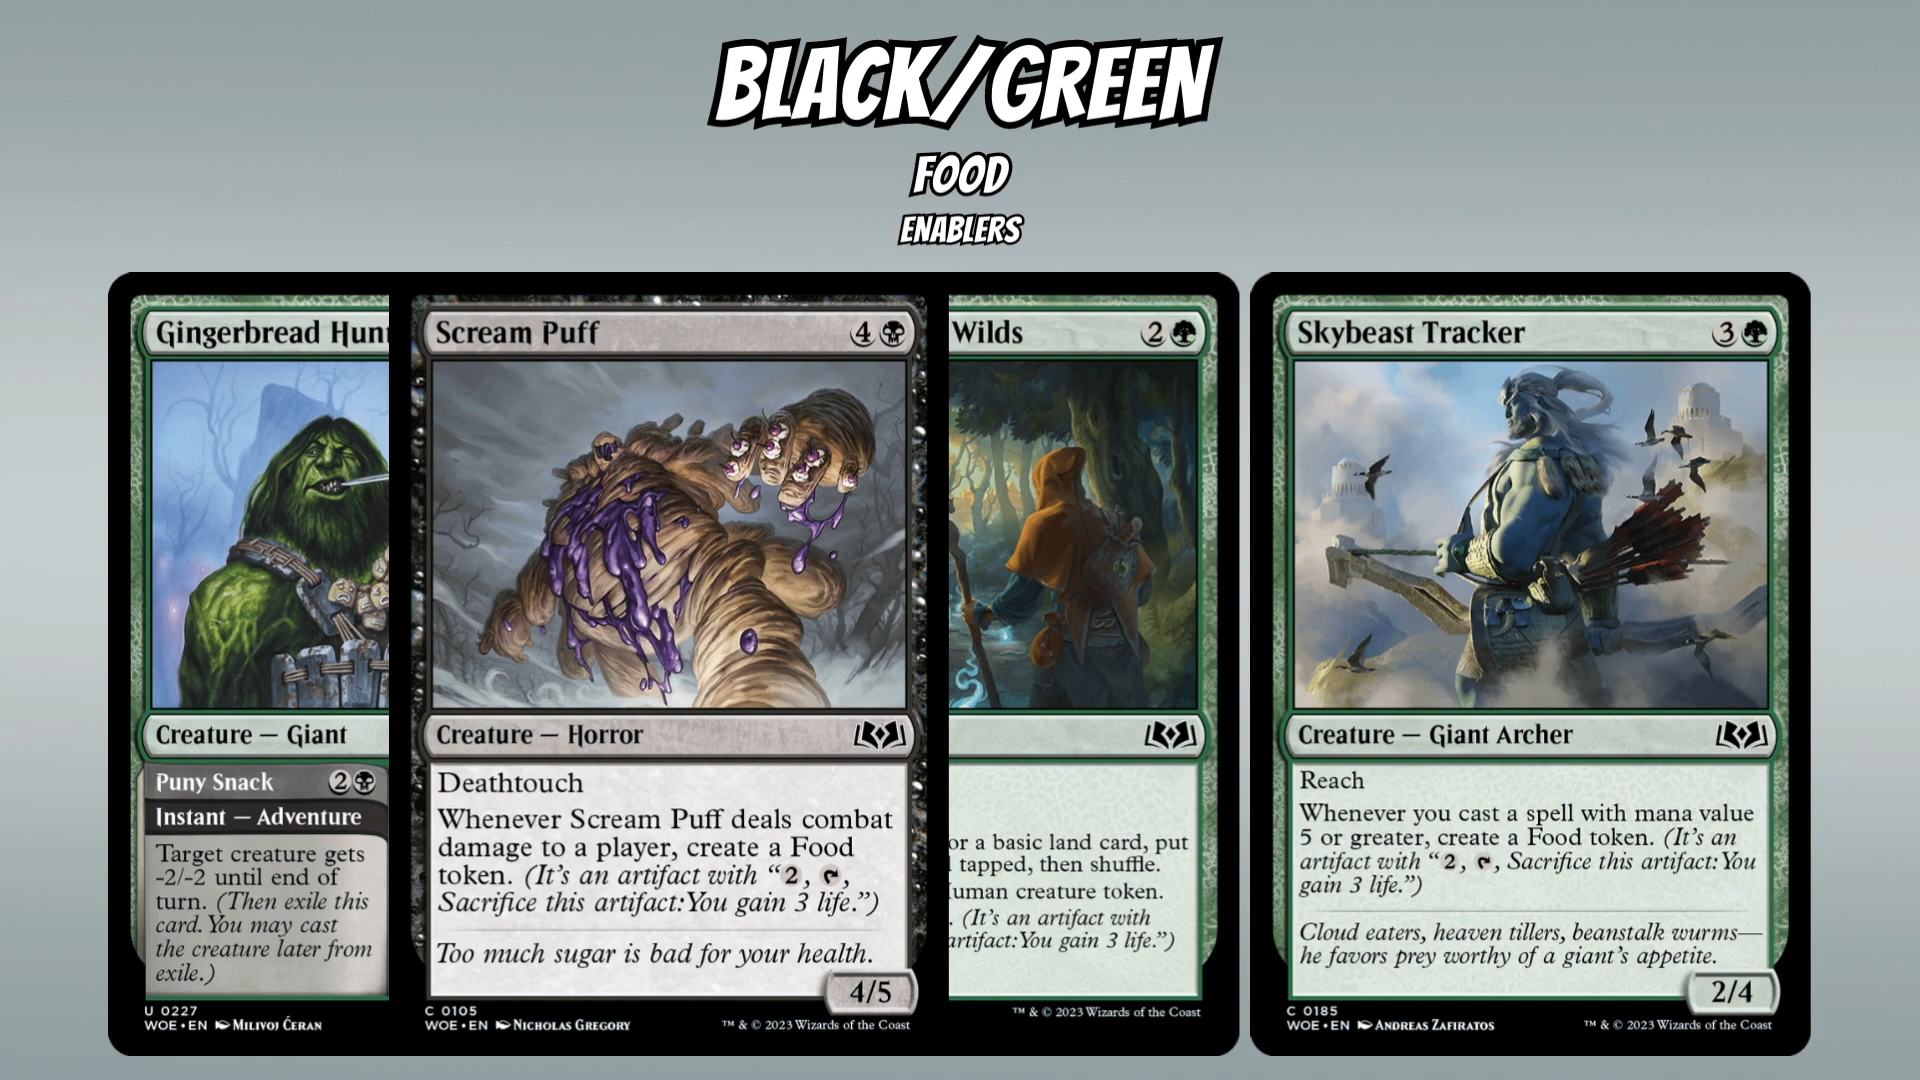 BLACK/GREEN
FOOD
ENABLERS
Gingerbread
Creature — Giant
Puny Snack 2
Instant — Adventure
Target creature gets
-2/-2 until end of
turn. (Then exile this
card. You may cast
the creature later from
exile.)
U 0227
WOE • EN Milivoj Ćeran
Scream Puff 4
Creature — Horror
Deathtouch
Whenever Scream Puff deals combat
damage to a player, create a Food
token. (It's an artifact with “2, ,
Sacrifice this artifact: You gain 3 life.”)
Too much sugar is bad for your health.
4/5
C 0105
WOE • EN Nicholas Gregory
™ & © 2023 Wizards of the Coast
Wilds 2
or a basic land card, put
tapped, then shuffle.
creature token.
. (It's an artifact with
artifact: You gain 3 life.”)
™ & © 2023 Wizards of the Coast
Skybeast Tracker 3
Creature — Giant Archer
Reach
Whenever you cast a spell with mana value
5 or greater, create a Food token. (It's an
artifact with “2, , Sacrifice this artifact: You
gain 3 life.”)
Cloud eaters, heaven tillers, beanstalk wurms—
he favors prey worthy of a giant's appetite.
2/4
C 0185
WOE • EN Andreas Zafiratos
™ & © 2023 Wizards of the Coast